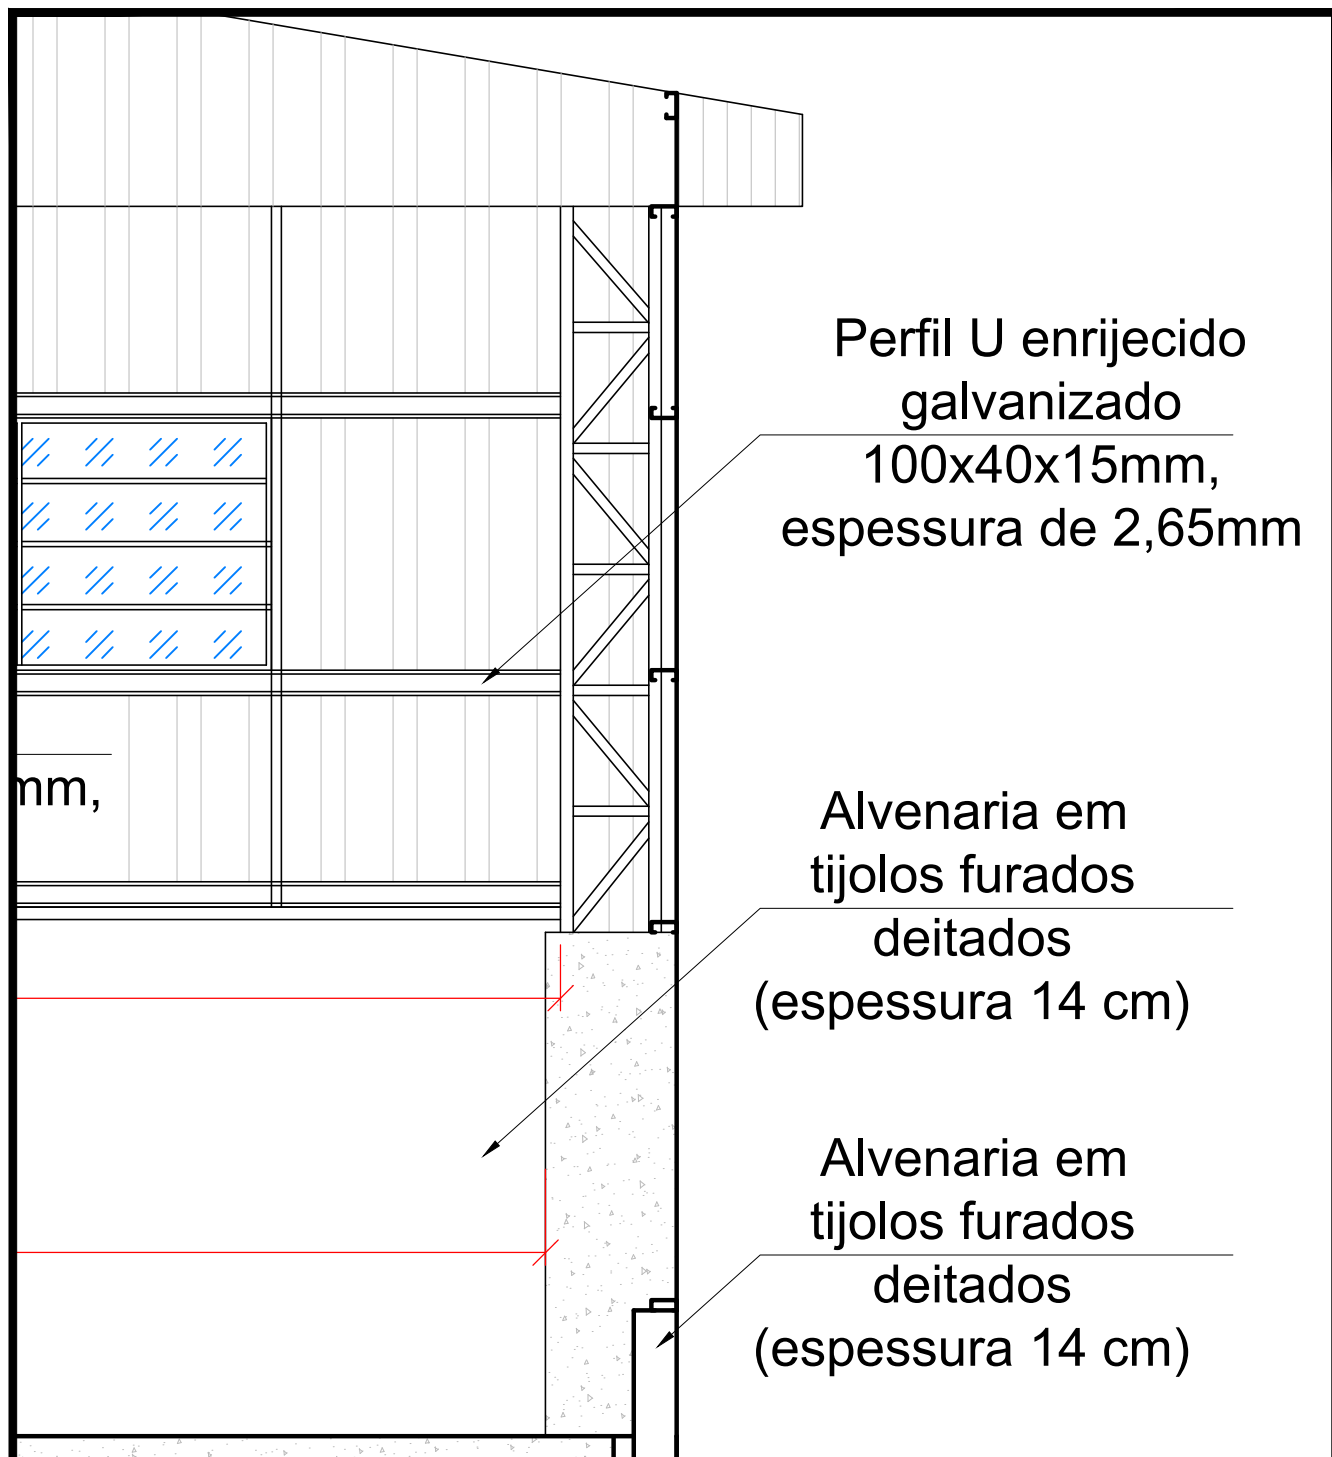 Perfil U enrijecido
galvanizado
100x40x15mm,
espessura de 2,65mm
mm,
Alvenaria em
tijolos furados
deitados
(espessura 14 cm)
Alvenaria em
tijolos furados
deitados
(espessura 14 cm)